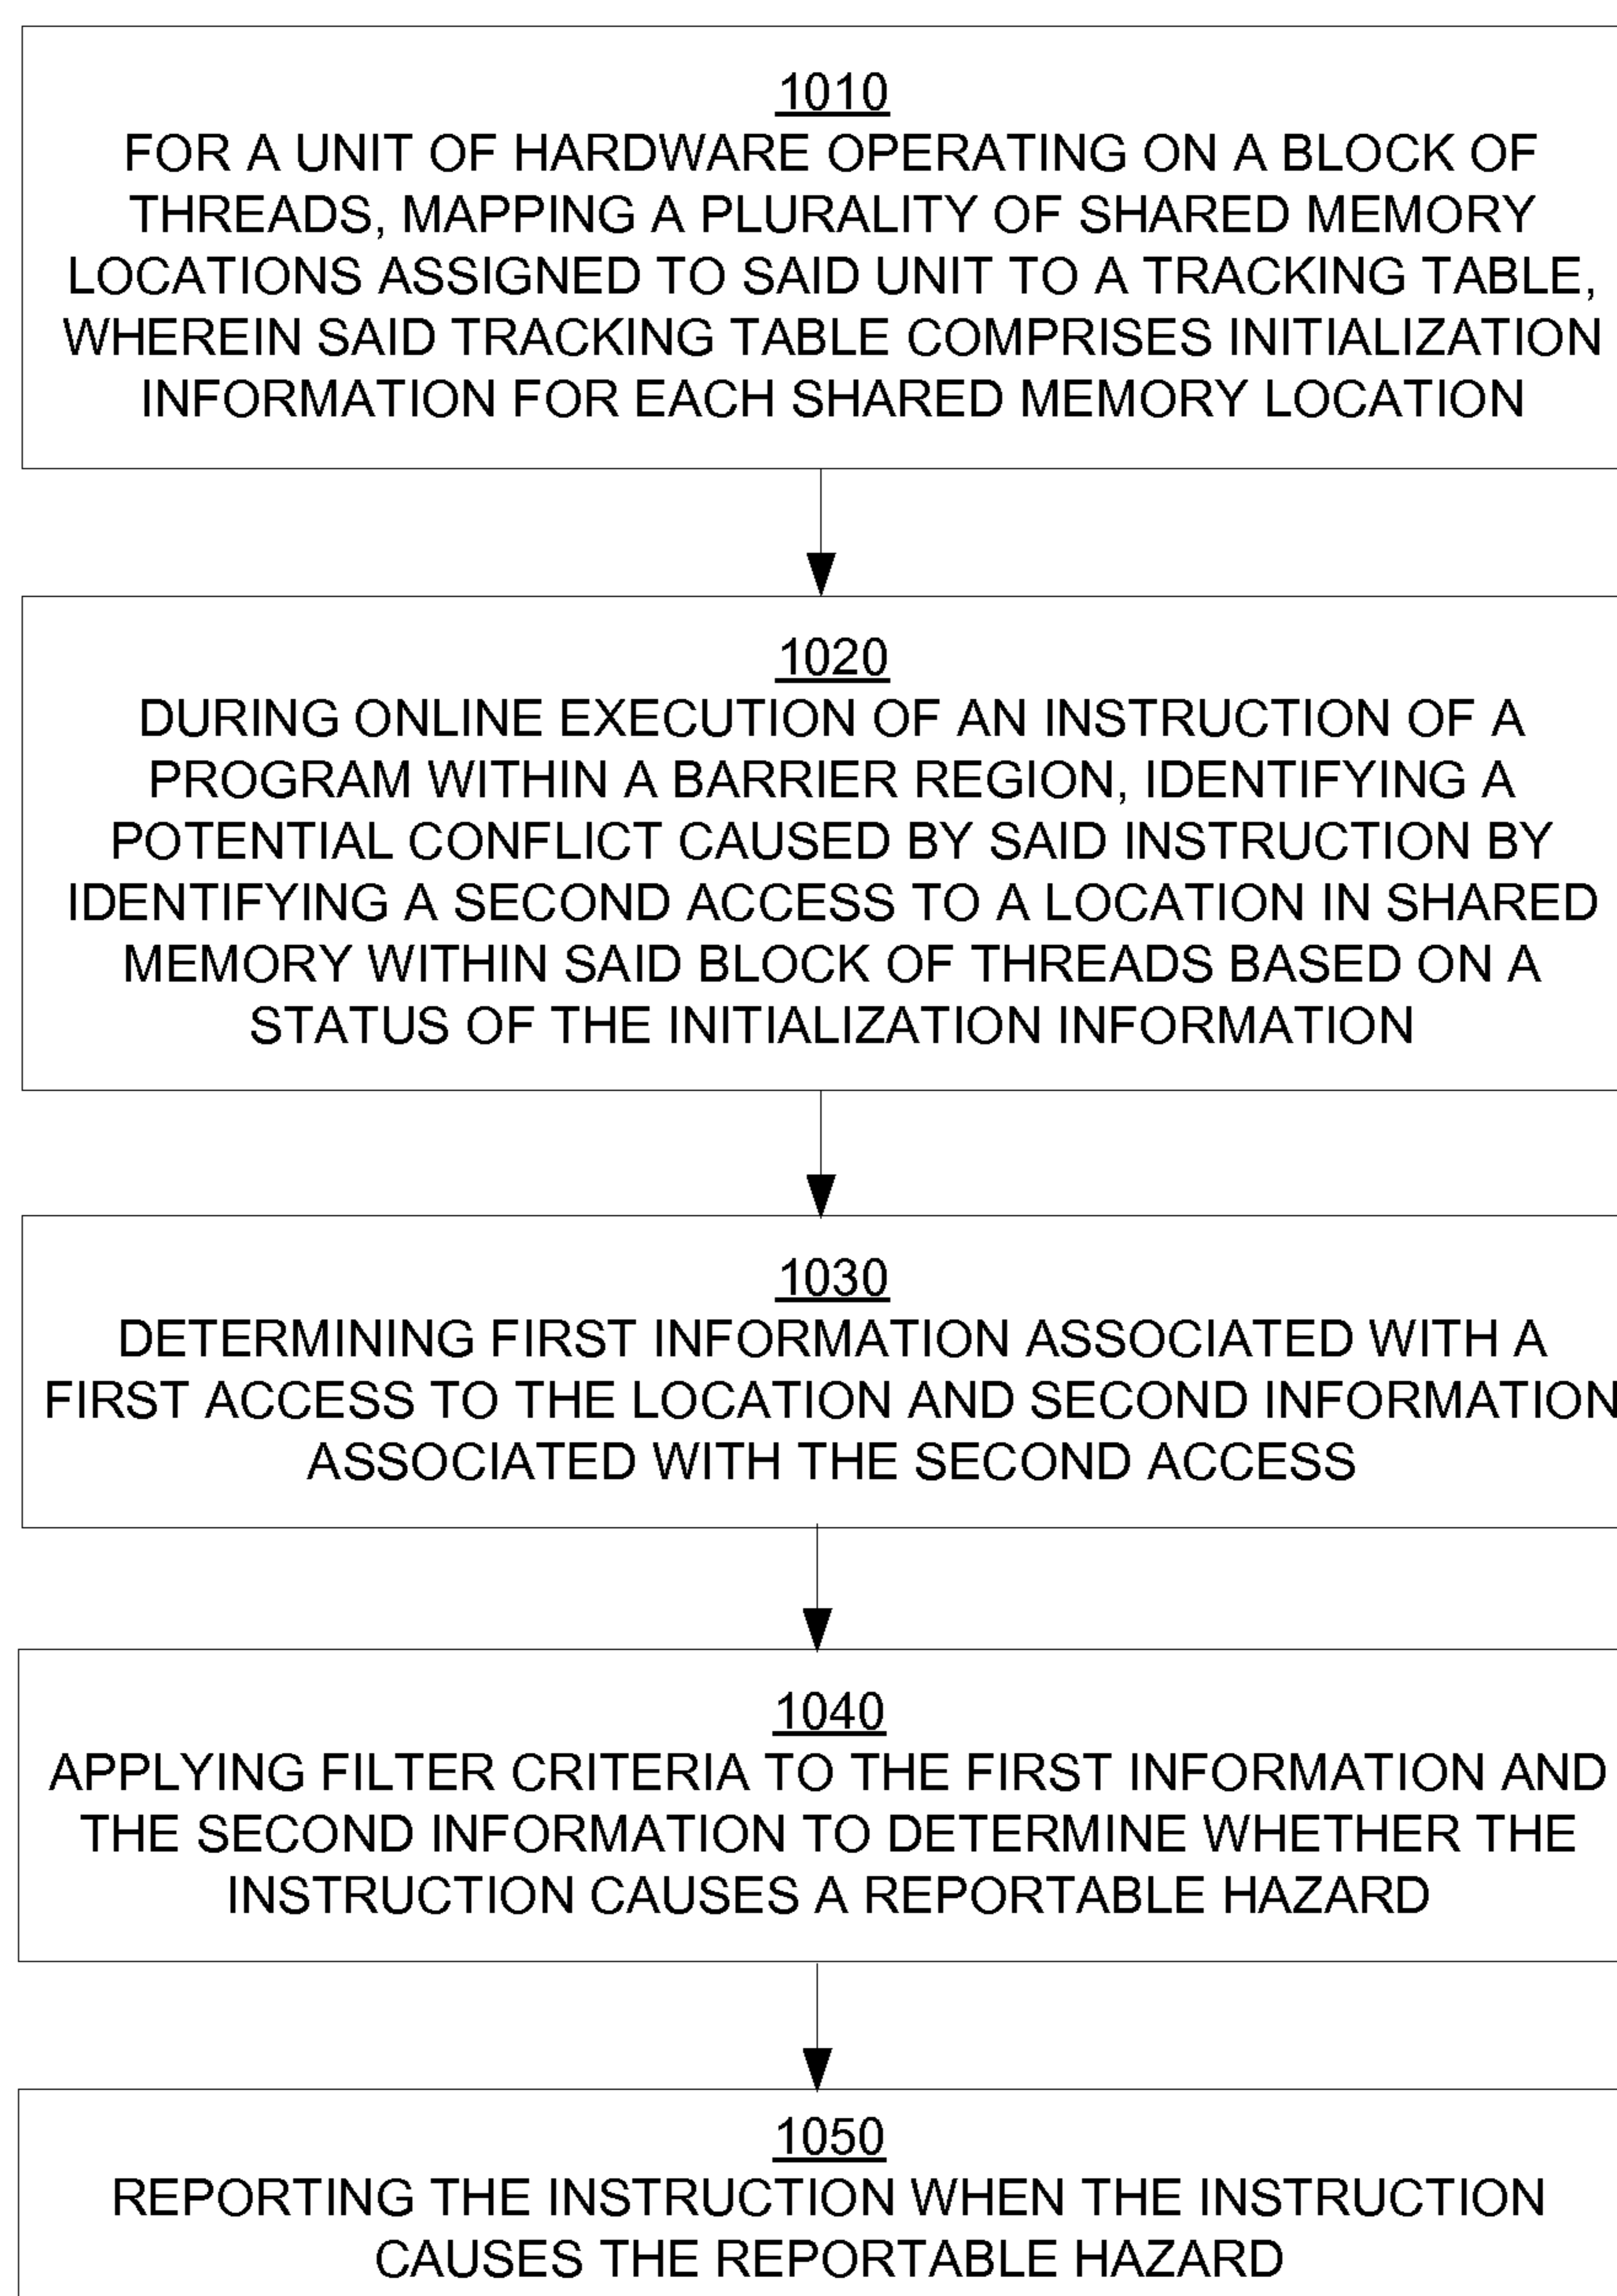 1010
FOR A UNIT OF HARDWARE OPERATING ON A BLOCK OF
THREADS, MAPPING A PLURALITY OF SHARED MEMORY
LOCATIONS ASSIGNED TO SAID UNIT TO A TRACKING TABLE,
WHEREIN SAID TRACKING TABLE COMPRISES INITIALIZATION
INFORMATION FOR EACH SHARED MEMORY LOCATION
1020
DURING ONLINE EXECUTION OF AN INSTRUCTION OF A
PROGRAM WITHIN A BARRIER REGION, IDENTIFYING A
POTENTIAL CONFLICT CAUSED BY SAID INSTRUCTION BY
IDENTIFYING A SECOND ACCESS TO A LOCATION IN SHARED
MEMORY WITHIN SAID BLOCK OF THREADS BASED ON A
STATUS OF THE INITIALIZATION INFORMATION
1030
DETERMINING FIRST INFORMATION ASSOCIATED WITH A
FIRST ACCESS TO THE LOCATION AND SECOND INFORMATION
ASSOCIATED WITH THE SECOND ACCESS
1040
APPLYING FILTER CRITERIA TO THE FIRST INFORMATION AND
THE SECOND INFORMATION TO DETERMINE WHETHER THE
INSTRUCTION CAUSES A REPORTABLE HAZARD
1050
REPORTING THE INSTRUCTION WHEN THE INSTRUCTION
CAUSES THE REPORTABLE HAZARD